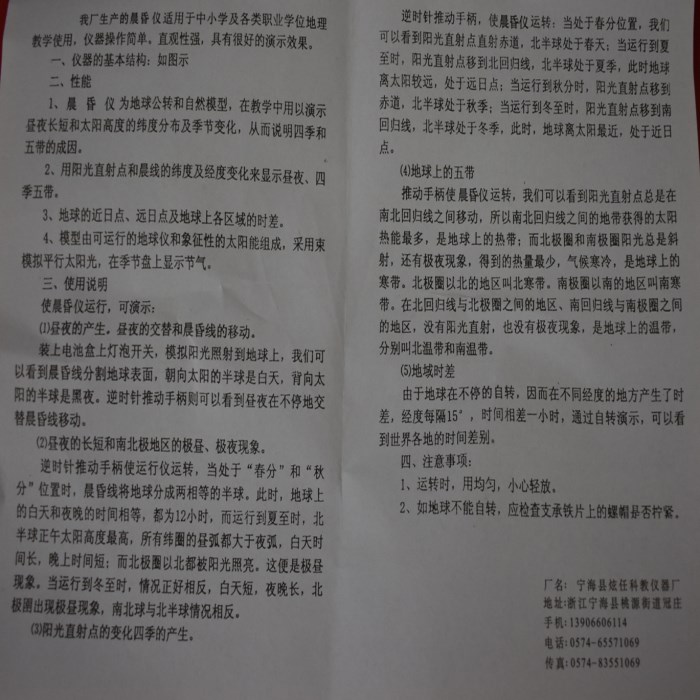 我厂生产的晨昏仪适用于中小学及各类职业学位地理
教学使用，仪器操作简单，直观性强，具有很好的演示效果。
一、仪器的基本结构：如图示
二、性能
1、晨 昏 仪 为地球公转和自然模型，在教学中用以演示
昼夜长短和太阳高度的纬度分布及季节变化，从而说明四季和
五带的成因。
2、用阳光直射点和晨线的纬度及经度变化来显示昼夜、四
季五带。
3、地球的近日点、远日点及地球上各区域的时差。
4、模型由可运行的地球仪和象征性的太阳能组成，采用束
模拟平行太阳光，在季节盘上显示节气。
三、使用说明
使晨昏仪运行，可演示：
⑴昼夜的产生。昼夜的交替和晨昏线的移动。
装上电池盒上灯泡开关，模拟阳光照射到地球上，我们可
以看到晨昏线分割地球表面，朝向太阳的半球是白天，背向太
阳的半球是黑夜。逆时针推动手柄则可以看到昼夜在不停地交
替晨昏线移动。
⑵昼夜的长短和南北极地区的极昼、极夜现象。
逆时针推动手柄使运行仪运转，当处于“春分”和“秋
分”位置时，晨昏线将地球分成两相等的半球。此时，地球上
的白天和夜晚的时间相等，都为12小时，而运行到夏至时，北
半球正午太阳高度最高，所有纬圈的昼弧都大于夜弧，白天时
间长，晚上时间短；而北极圈以北都被阳光照亮。这便是极昼
现象。当运行到冬至时，情况正好相反，白天短，夜晚长，北
极圈出现极昼现象，南北球与北半球情况相反。
⑶阳光直射点的变化四季的产生。
逆时针推动手柄，使晨昏仪运转：当处于春分位置，我们
可以看到阳光直射点直射赤道，北半球处于春天；当运行到夏
至时，阳光直射点移到北回归线，北半球处于夏季，此时地球
离太阳较远，处于远日点；当运行到秋分时，阳光直射点移到
赤道，北半球处于秋季；当运行到冬至时，阳光直射点移到南
回归线，北半球处于冬季，此时，地球离太阳最近，处于近日
点。
⑷地球上的五带
推动手柄使晨昏仪运转，我们可以看到阳光直射点总是在
南北回归线之间移动，所以南北回归线之间的地带获得的太阳
热能最多，是地球上的热带；而北极圈和南极圈阳光总是斜
射，还有极夜现象，得到的热量最少，气候寒冷，是地球上的
寒带。北极圈以北的地区叫北寒带。南极圈以南的地区叫南寒
带。在北回归线与北极圈之间的地区、南回归线与南极圈之间
的地区，没有阳光直射，也没有极夜现象，是地球上的温带，
分别叫北温带和南温带。
⑸地域时差
由于地球在不停的自转，因而在不同经度的地方产生了时
差，经度每隔15°，时间相差一小时，通过自转演示，可以看
到世界各地的时间差别。
四、注意事项：
1、运转时，用均匀，小心轻放。
2、如地球不能自转，应检查支承铁片上的螺帽是否拧紧。
厂名： 宁海县炫任科教仪器厂
地址:浙江宁海县桃源街道冠庄
手机:13906606114
电话:0574-65571069
传真:0574-83551069